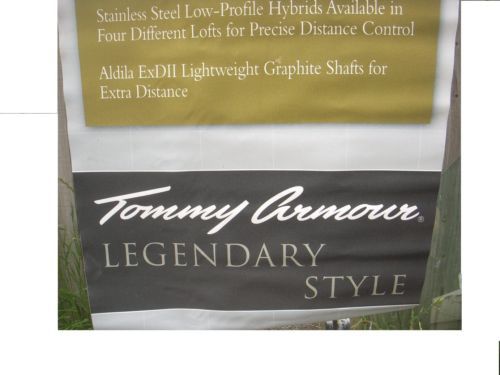 Stainless Steel Low-Profile Hybrids Available in
Four Different Lofts for Precise Distance Control
Aldila ExDII Lightweight Graphite Shafts for
Extra Distance
Tommy Armour®
LEGENDARY
STYLE